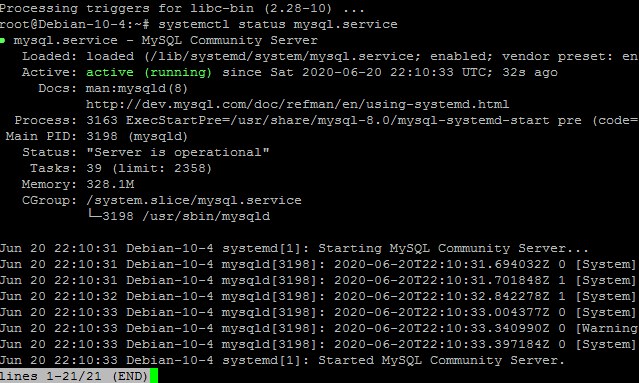 Processing triggers for libc-bin (2.28-10) ...
root@Debian-10-4:~# systemctl status mysql.service
● mysql.service - MySQL Community Server
   Loaded: loaded (/lib/systemd/system/mysql.service; enabled; vendor preset: en
   Active: active (running) since Sat 2020-06-20 22:10:33 UTC; 32s ago
     Docs: man:mysqld(8)
           http://dev.mysql.com/doc/refman/en/using-systemd.html
  Process: 3163 ExecStartPre=/usr/share/mysql-8.0/mysql-systemd-start pre (code=
 Main PID: 3198 (mysqld)
   Status: "Server is operational"
    Tasks: 39 (limit: 2358)
   Memory: 328.1M
   CGroup: /system.slice/mysql.service
           └─3198 /usr/sbin/mysqld

Jun 20 22:10:31 Debian-10-4 systemd[1]: Starting MySQL Community Server...
Jun 20 22:10:31 Debian-10-4 mysqld[3198]: 2020-06-20T22:10:31.694032Z 0 [System]
Jun 20 22:10:31 Debian-10-4 mysqld[3198]: 2020-06-20T22:10:31.701848Z 1 [System]
Jun 20 22:10:32 Debian-10-4 mysqld[3198]: 2020-06-20T22:10:32.842278Z 1 [System]
Jun 20 22:10:33 Debian-10-4 mysqld[3198]: 2020-06-20T22:10:33.004377Z 0 [System]
Jun 20 22:10:33 Debian-10-4 mysqld[3198]: 2020-06-20T22:10:33.340990Z 0 [Warning
Jun 20 22:10:33 Debian-10-4 mysqld[3198]: 2020-06-20T22:10:33.397184Z 0 [System]
Jun 20 22:10:33 Debian-10-4 systemd[1]: Started MySQL Community Server.
lines 1-21/21 (END)